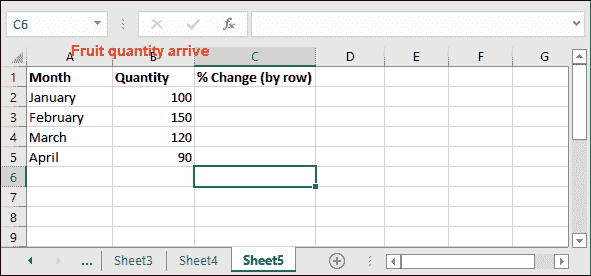 C6
fx
Fruit quantity arrive
A B C D E F G
1 Month Quantity % Change (by row)
2 January 100
3 February 150
4 March 120
5 April 90
6
7
8
9
... Sheet3 Sheet4 Sheet5